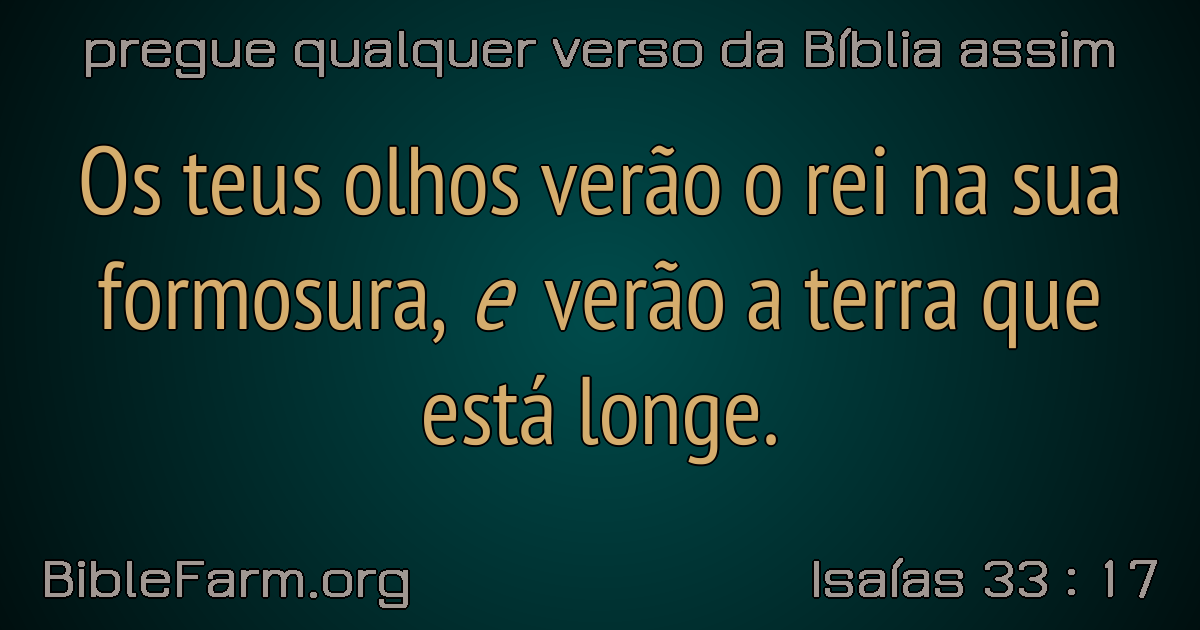 pregue qualquer verso da Bíblia assim
Os teus olhos verão o rei na sua
formosura, e verão a terra que
está longe.
BibleFarm.org
Isaías 33 : 17